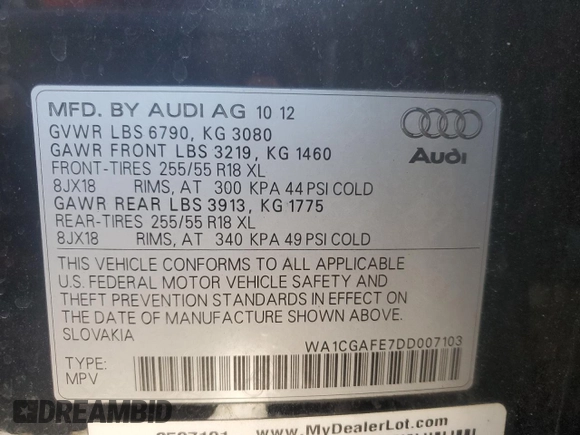 MFD. BY AUDI AG 10 12
GVWR LBS 6790, KG 3080
GAWR FRONT LBS 3219, KG 1460
FRONT-TIRES 255/55 R18 XL
8JX18 RIMS, AT 300 KPA 44 PSI COLD
GAWR REAR LBS 3913, KG 1775
REAR-TIRES 255/55 R18 XL
8JX18 RIMS, AT 340 KPA 49 PSI COLD
Audi
THIS VEHICLE CONFORMS TO ALL APPLICABLE
U.S. FEDERAL MOTOR VEHICLE SAFETY AND
THEFT PREVENTION STANDARDS IN EFFECT ON
THE DATE OF MANUFACTURE SHOWN ABOVE.
SLOVAKIA
WA1CGAFE7DD007103
TYPE:
MPV
www.MyDealerLot.com
DREAMBID